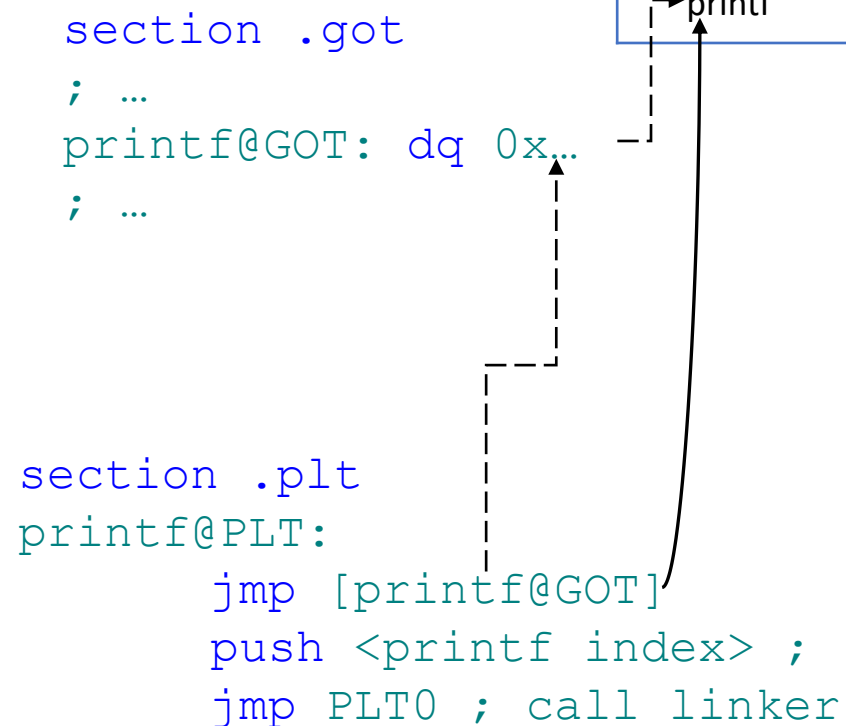 printf
section .got
; …
printf@GOT: dq 0x…
; …
section .plt
printf@PLT:
jmp [printf@GOT]
push <printf index> ;
jmp PLT0 ; call linker